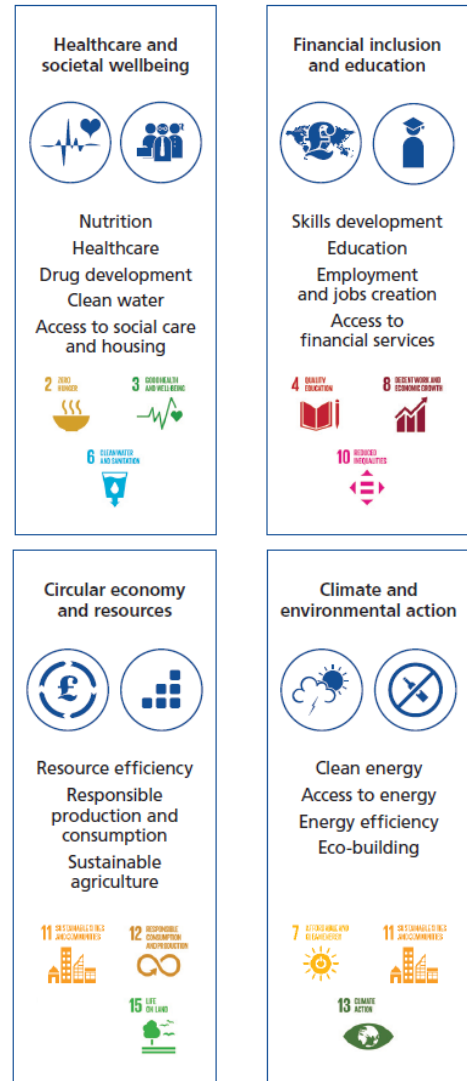 Healthcare and
societal wellbeing
Nutrition
Healthcare
Drug development
Clean water
Access to social care
and housing
2 ZERO
HUNGER
3 GOOD HEALTH
AND WELL-BEING
6 CLEAN WATER
AND SANITATION
Financial inclusion
and education
£
Skills development
Education
Employment
and jobs creation
Access to
financial services
4 QUALITY
EDUCATION
8 DECENT WORK AND
ECONOMIC GROWTH
10 REDUCED
INEQUALITIES
Circular economy
and resources
£
Resource efficiency
Responsible
production and
consumption
Sustainable
agriculture
11 SUSTAINABLE CITIES
AND COMMUNITIES
12 RESPONSIBLE
CONSUMPTION
AND PRODUCTION
15 LIFE
ON LAND
Climate and
environmental action
Clean energy
Access to energy
Energy efficiency
Eco-building
7 AFFORDABLE AND
CLEAN ENERGY
11 SUSTAINABLE CITIES
AND COMMUNITIES
13 CLIMATE
ACTION